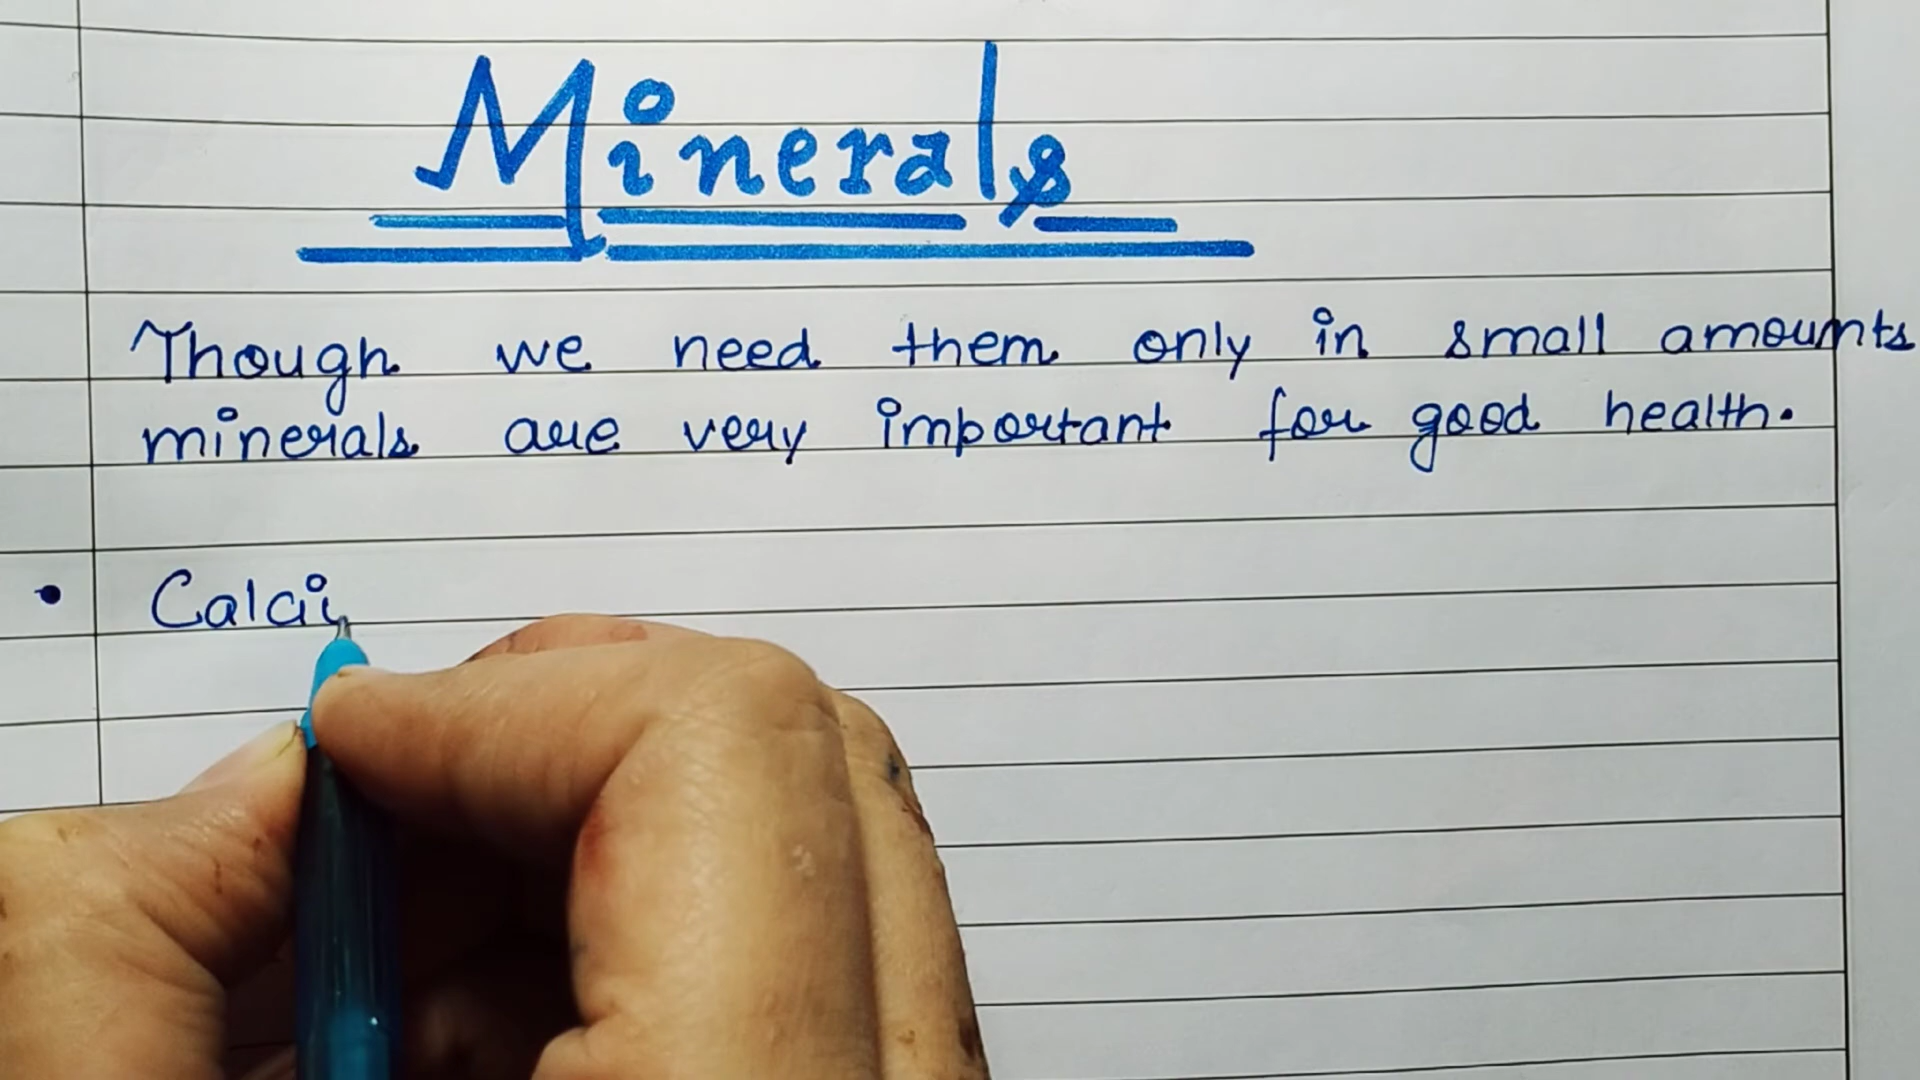 Minerals
Though we need them only in small amounts
minerals are very important for good health.
• Calci